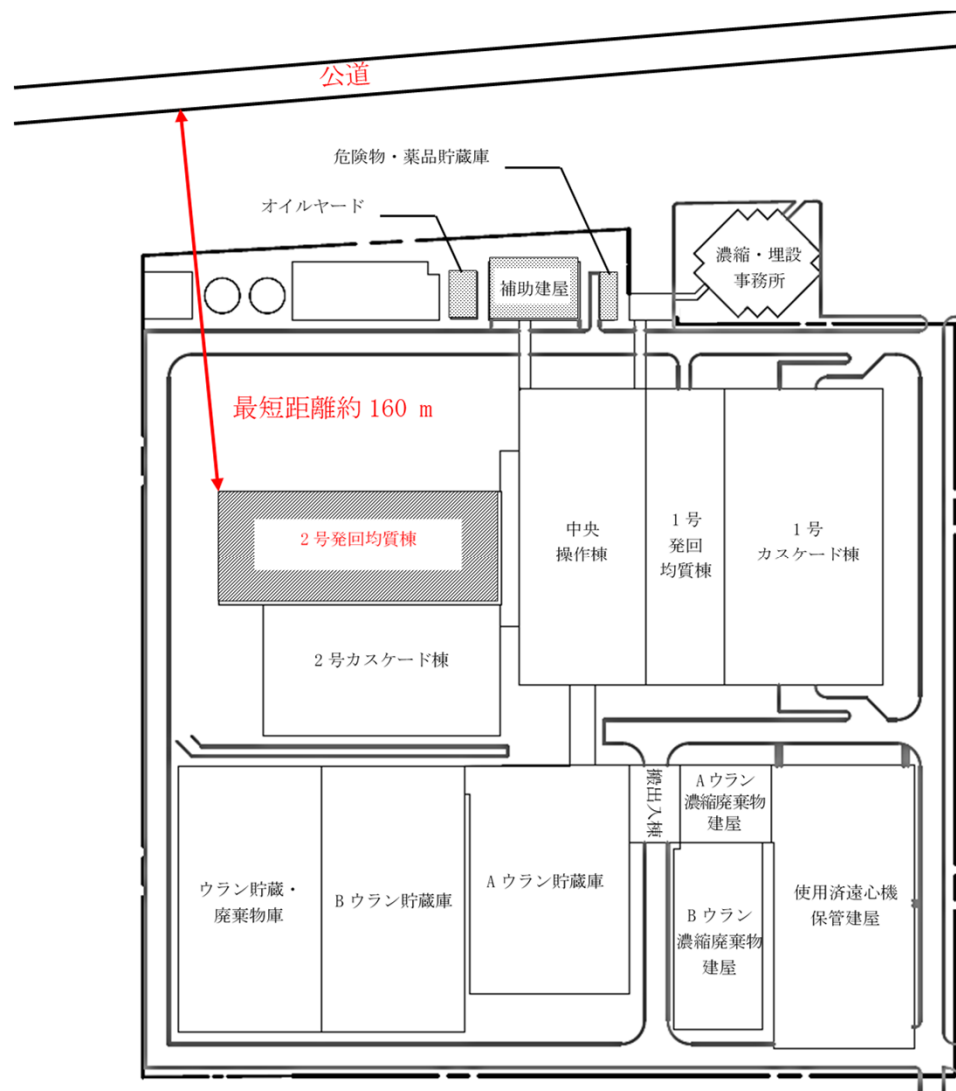 公道
危険物・薬品貯蔵庫
オイルヤード
補助建屋
濃縮・埋設
事務所
最短距離約 160 m
2号発回均質棟
中央
操作棟
1号
発回
均質棟
1号
カスケード棟
2号カスケード棟
搬出入棟
Aウラン
濃縮廃棄物
建屋
ウラン貯蔵・
廃棄物庫
Bウラン貯蔵庫
Aウラン貯蔵庫
Bウラン
濃縮廃棄物
建屋
使用済遠心機
保管建屋